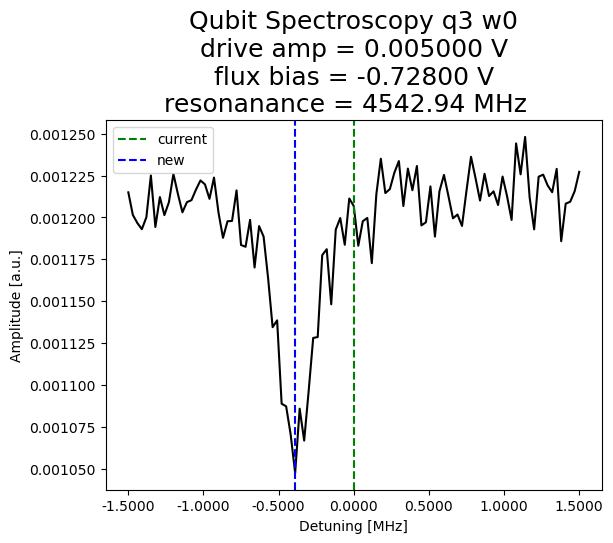 Qubit Spectroscopy q3 w0
drive amp = 0.005000 V
flux bias = -0.72800 V
resonanance = 4542.94 MHz
current
new
0.001250
0.001225
0.001200
0.001175
0.001150
0.001125
0.001100
0.001075
0.001050
Amplitude [a.u.]
-1.5000 -1.0000 -0.5000 0.0000 0.5000 1.0000 1.5000
Detuning [MHz]